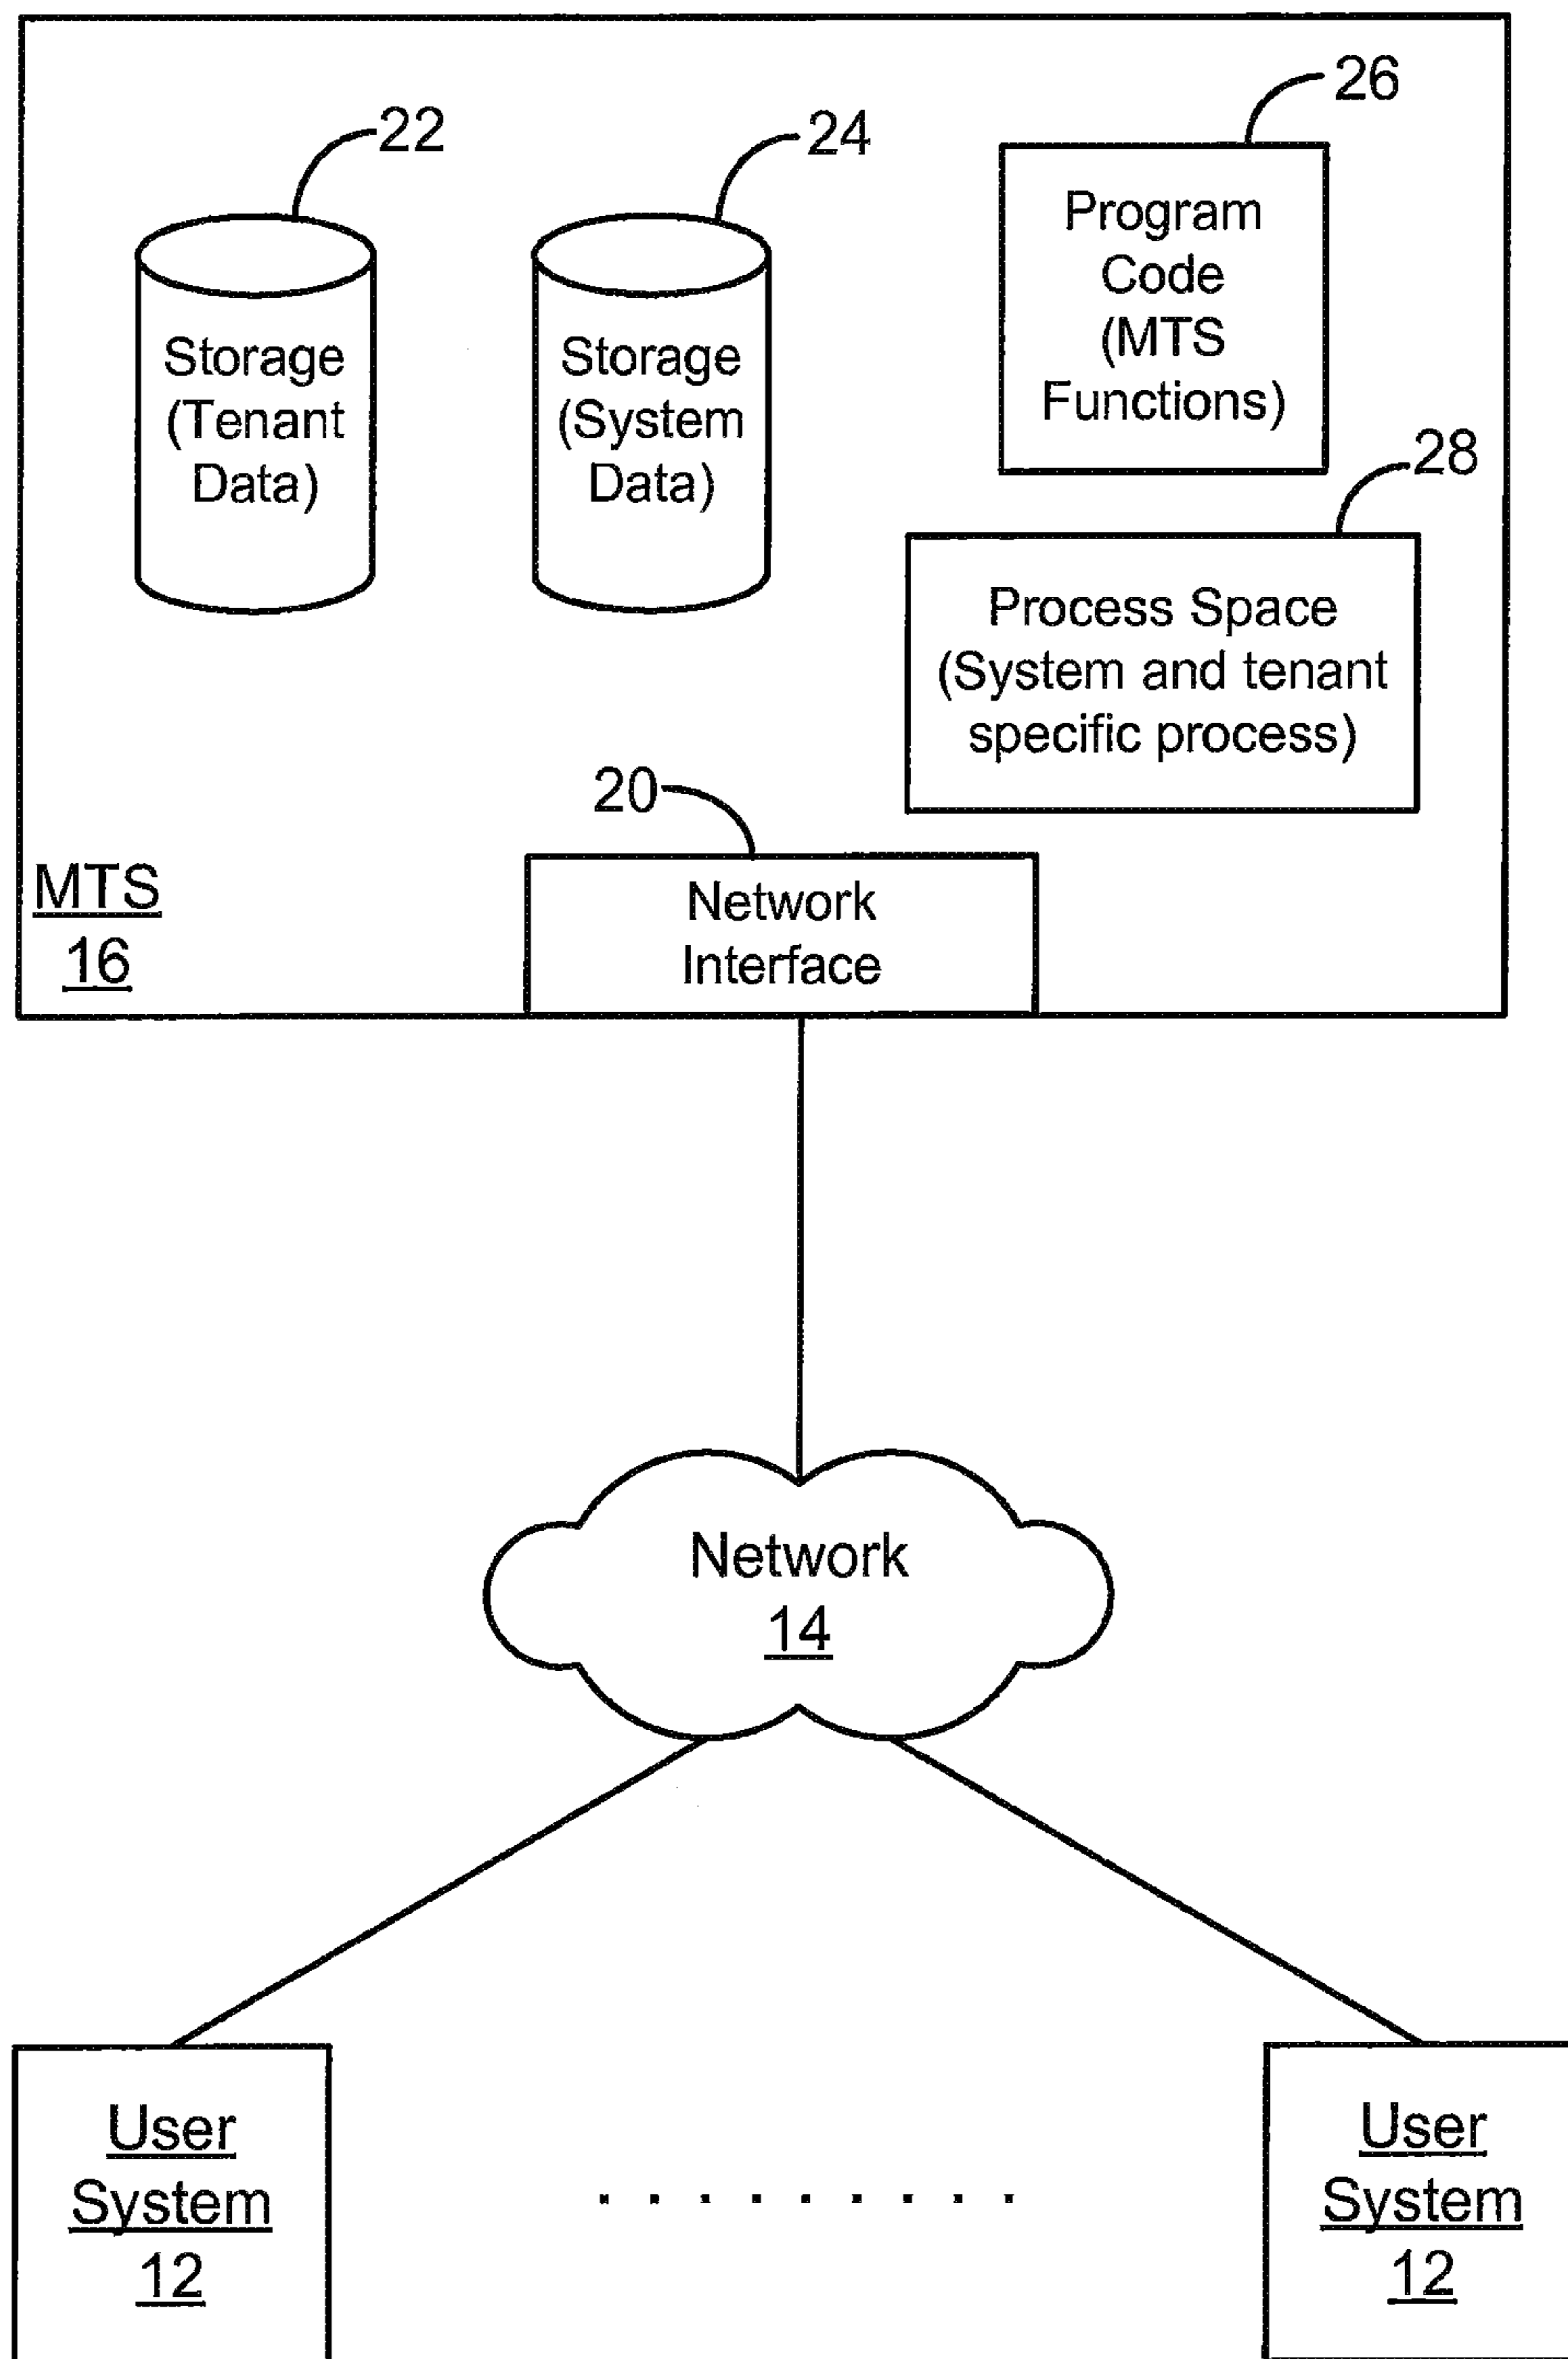 26
22
24
Program
Code
(MTS
Functions)
Storage
(Tenant
Data)
Storage
(System
Data)
28
Process Space
(System and tenant
specific process)
20
MTS
16
Network
Interface
Network
14
User
System
12
User
System
12